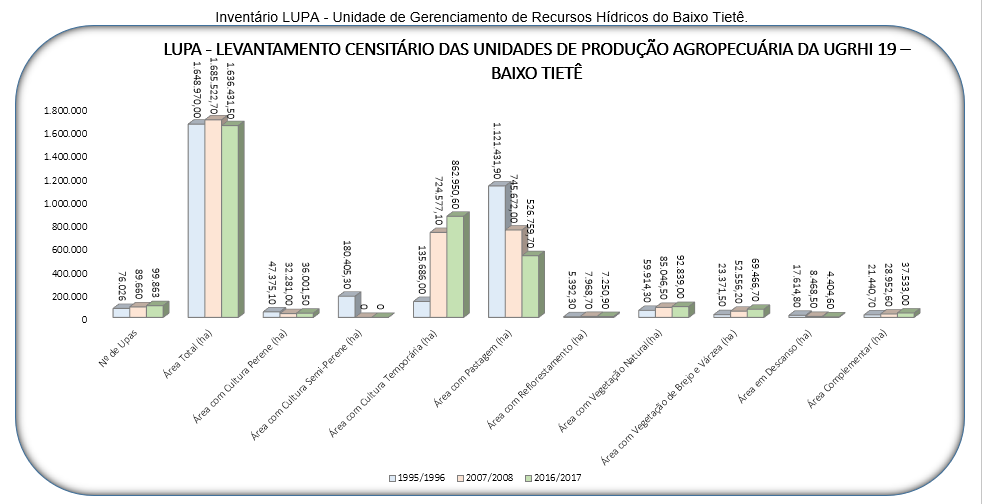 Inventário LUPA - Unidade de Gerenciamento de Recursos Hídricos do Baixo Tietê.
LUPA - LEVANTAMENTO CENSITÁRIO DAS UNIDADES DE PRODUÇÃO AGROPECUÁRIA DA UGRHI 19 –
BAIXO TIETÊ
1.800.000
1.600.000
1.400.000
1.200.000
1.000.000
800.000
600.000
400.000
200.000
0
76.026
89.660
99.863
1.648.970,00
1.685.522,70
1.636.431,50
47.375,10
32.281,00
36.001,50
180.405,30
0
0
135.686,00
724.577,10
862.950,60
1.121.431,90
745.672,00
526.759,70
5.392,30
7.968,70
7.250,90
59.914,30
85.046,50
92.839,00
23.371,50
52.556,20
69.466,70
17.614,80
8.468,50
4.404,60
21.440,70
28.952,60
37.533,00
Nº de Upas
Área Total (ha)
Área com Cultura Perene (ha)
Área com Cultura Semi-Perene (ha)
Área com Cultura Temporária (ha)
Área com Pastagem (ha)
Área com Reflorestamento (ha)
Área com Vegetação Natural(ha)
Área com Vegetação de Brejo e Várzea (ha)
Área em Descanso (ha)
Área Complementar (ha)
1995/1996 2007/2008 2016/2017